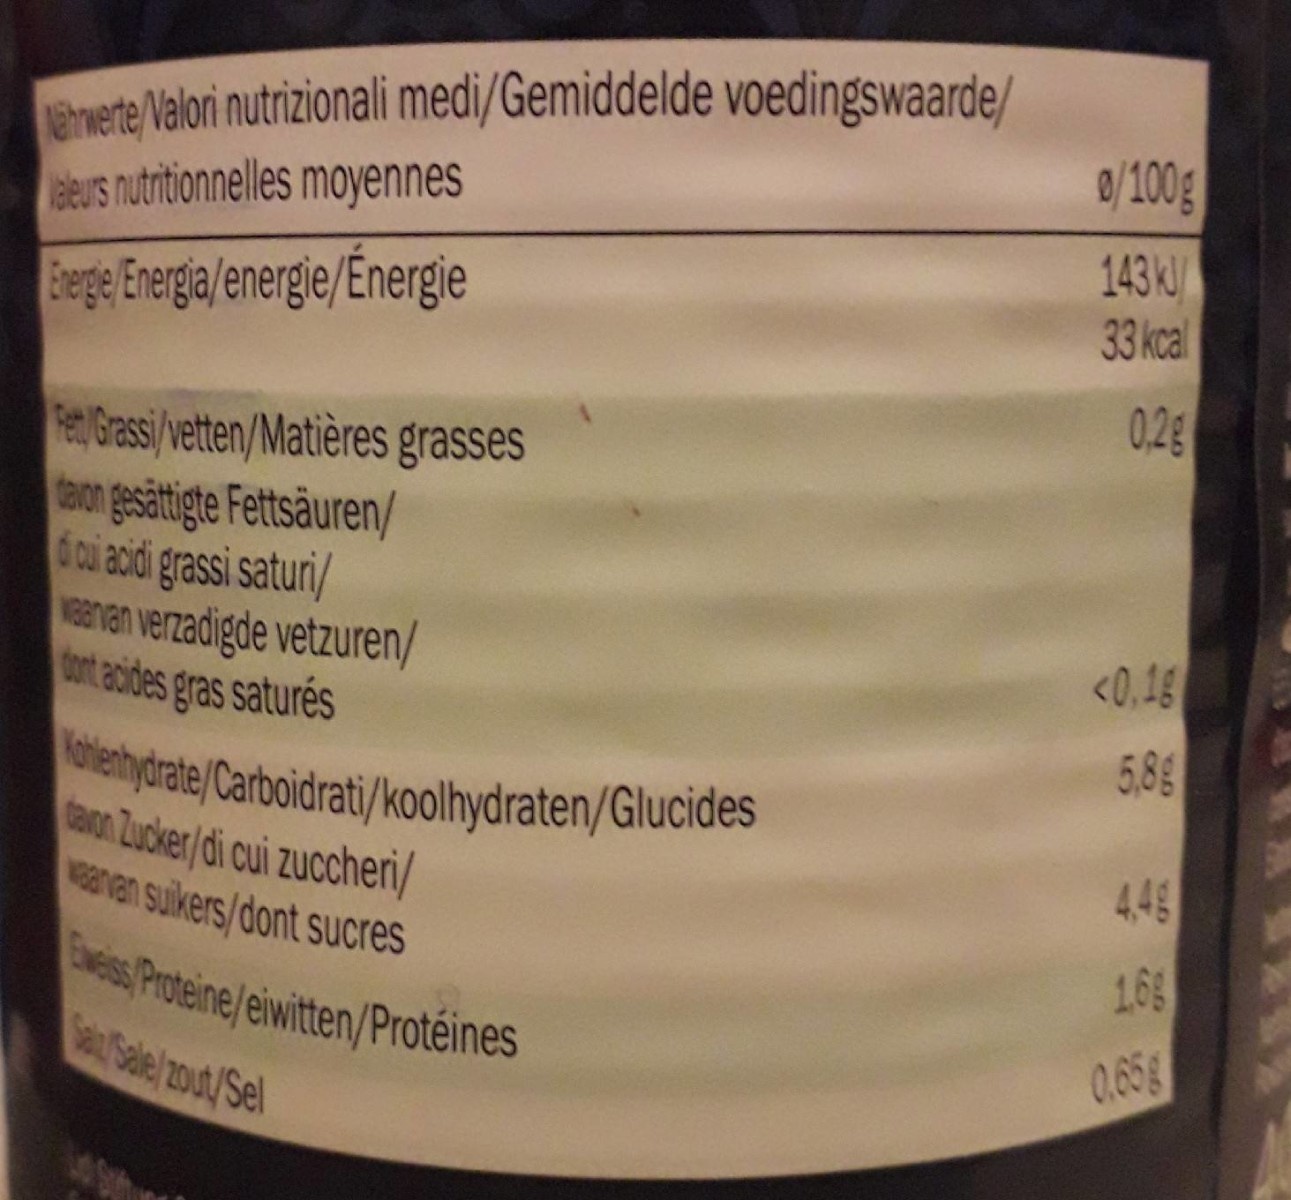 Nährwerte/Valori nutrizionali medi/Gemiddelde voedingswaarde/
Valeurs nutritionnelles moyennes ø/100g
Energie/Energia/energie/Énergie 143 kJ/
33 kcal
Fett/Grassi/vetten/Matières grasses 0,2g
davon gesättigte Fettsäuren/
di cui acidi grassi saturi/
waarvan verzadigde vetzuren/
dont acides gras saturés <0,1g
Kohlenhydrate/Carboidrati/koolhydraten/Glucides 5,8g
davon Zucker/di cui zuccheri/
waarvan suikers/dont sucres 4,4g
Eiweiss/Proteine/eiwitten/Protéines 1,6g
Salz/Sale/zout/Sel 0,65g